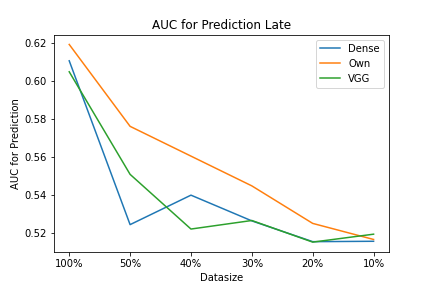 AUC for Prediction Late
Dense
Own
VGG
AUC for Prediction
0.62
0.60
0.58
0.56
0.54
0.52
100% 50% 40% 30% 20% 10%
Datasize